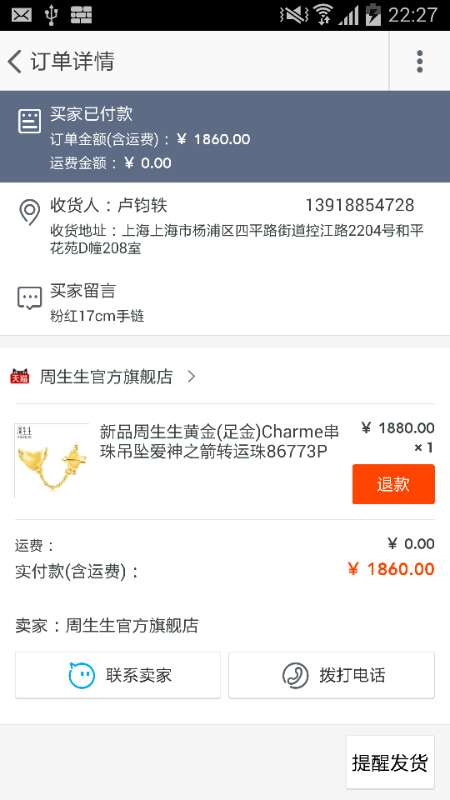 22:27
订单详情
买家已付款
订单金额(含运费)：￥ 1860.00
运费金额：￥ 0.00
收货人：卢钧轶 13918854728
收货地址：上海上海市杨浦区四平路街道控江路2204号和平
花苑D幢208室
买家留言
粉红17cm手链
天猫 周生生官方旗舰店
新品周生生黄金(足金)Charme串 ￥ 1880.00
珠吊坠爱神之箭转运珠86773P ×1
退款
运费： ￥ 0.00
实付款(含运费)： ￥ 1860.00
卖家：周生生官方旗舰店
联系卖家 拨打电话
提醒发货